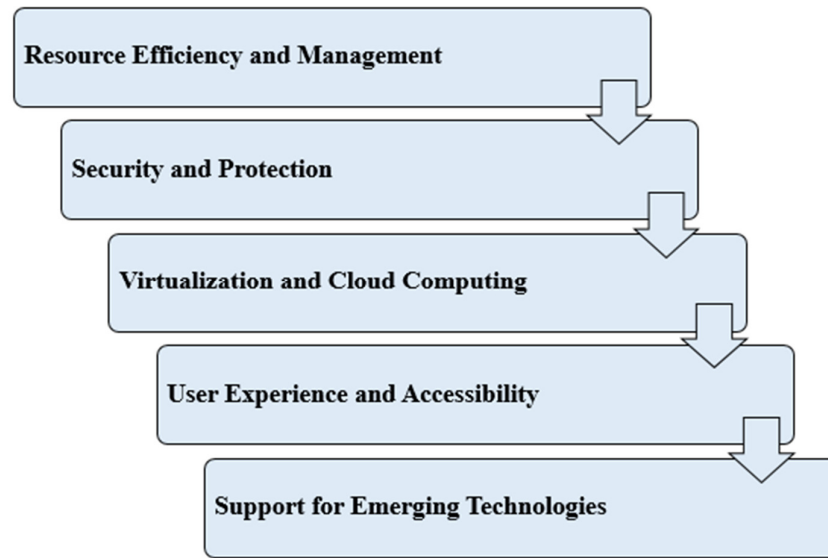 Resource Efficiency and Management
Security and Protection
Virtualization and Cloud Computing
User Experience and Accessibility
Support for Emerging Technologies